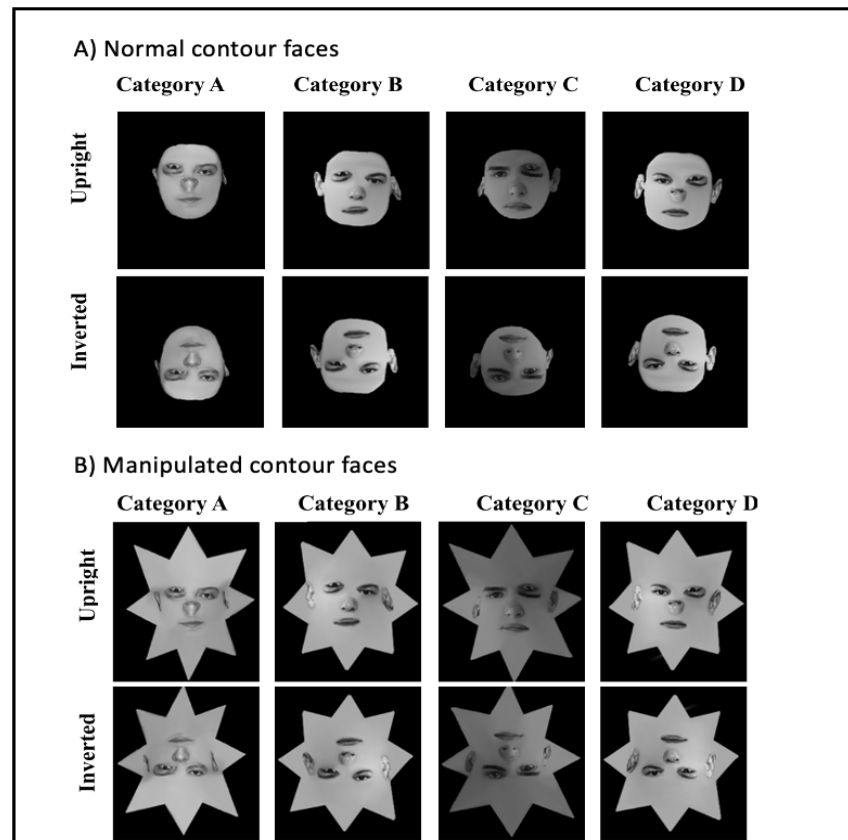 A) Normal contour faces
Category A Category B Category C Category D
Upright
Inverted
B) Manipulated contour faces
Category A Category B Category C Category D
Upright
Inverted